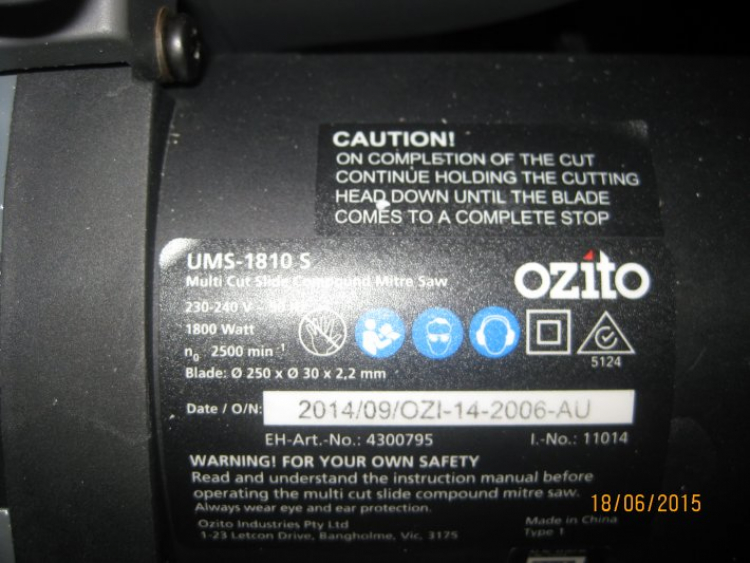 CAUTION!
ON COMPLETION OF THE CUT
CONTINUE HOLDING THE CUTTING
HEAD DOWN UNTIL THE BLADE
COMES TO A COMPLETE STOP
UMS-1810 S
ozito
Multi Cut Slide Compound Mitre Saw
230-240 V ~ 50 Hz
1800 Watt
n₀ 2500 min⁻¹
5124
Blade: Ø 250 x Ø 30 x 2,2 mm
Date / O/N: 2014/09/OZI-14-2006-AU
EH-Art.-No.: 4300795 I.-No.: 11014
WARNING! FOR YOUR OWN SAFETY
Read and understand the instruction manual before
operating the multi cut slide compound mitre saw.
Always wear eye and ear protection.
Ozito Industries Pty Ltd
1-23 Letcon Drive, Bangholme, Vic. 3175
Made in China
Type 1
18/06/2015